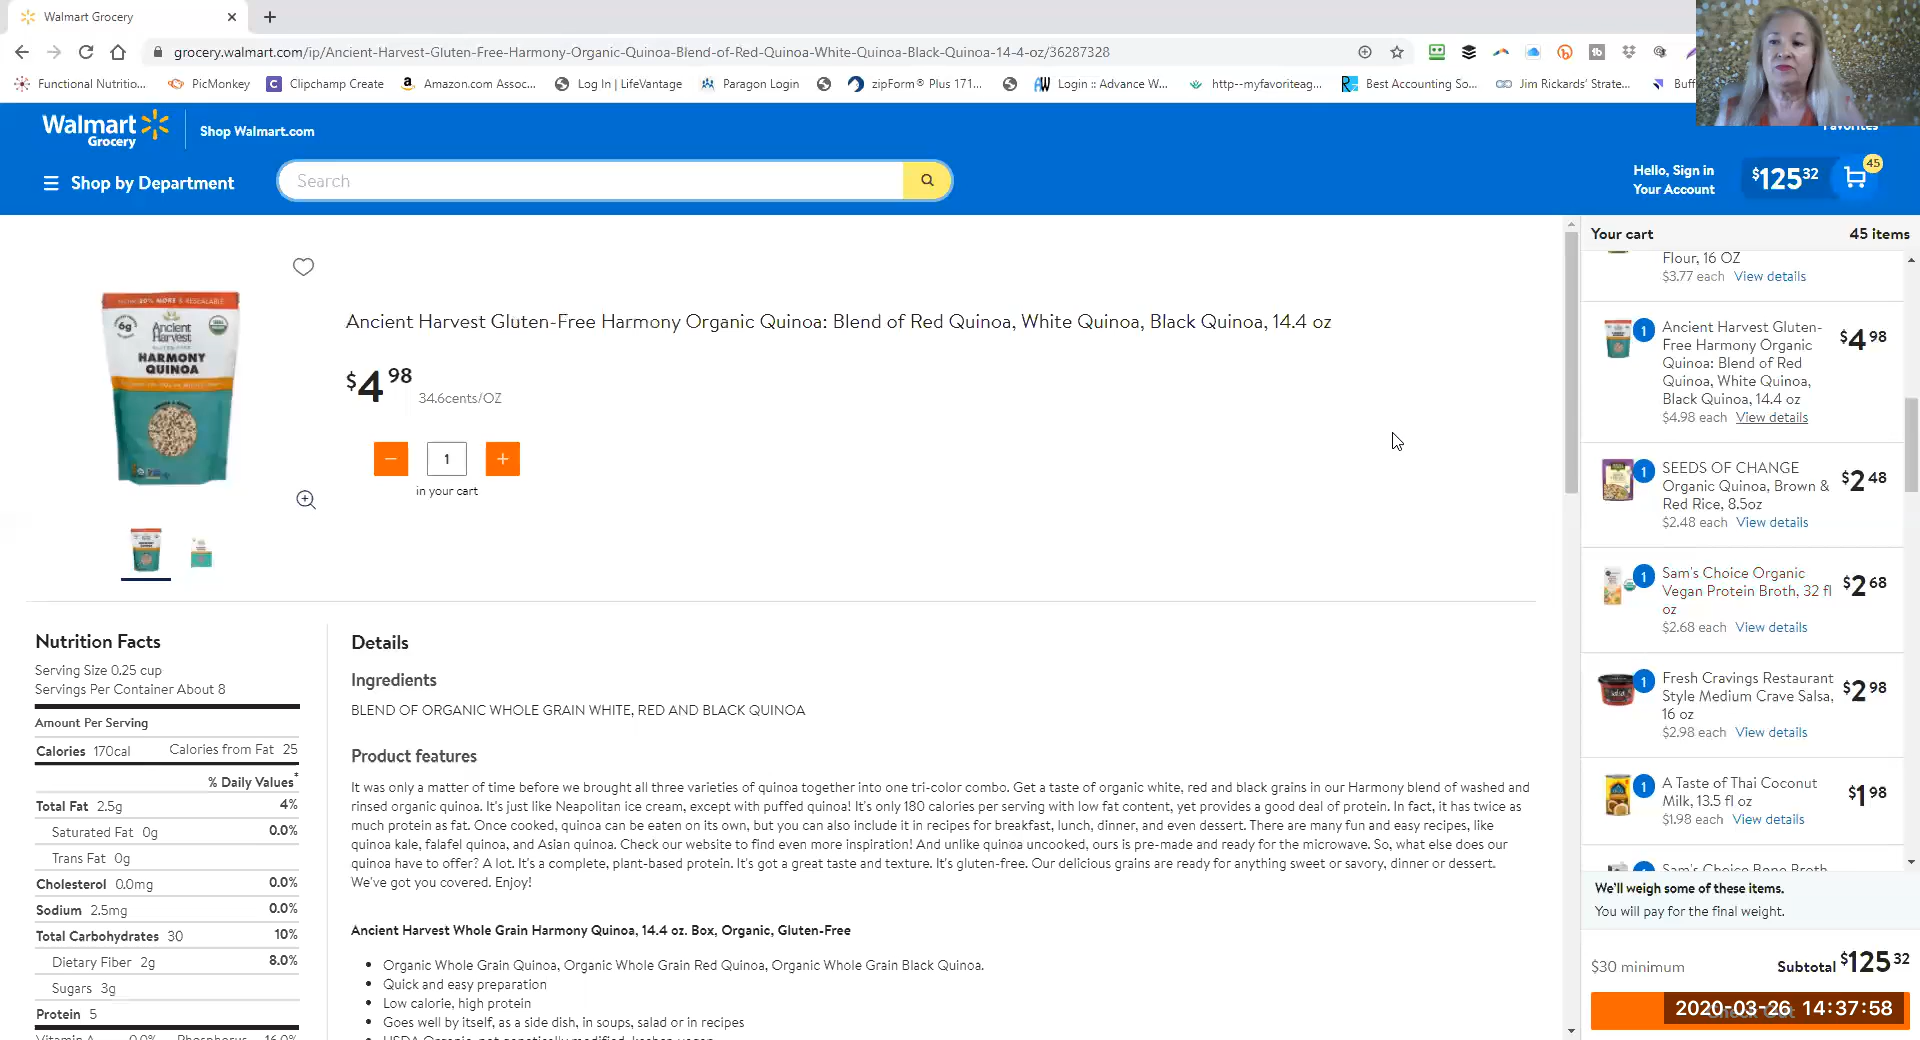 Walmart Grocery
grocery.walmart.com/ip/Ancient-Harvest-Gluten-Free-Harmony-Organic-Quinoa-Blend-of-Red-Quinoa-White-Quinoa-Black-Quinoa-14-4-oz/36287328
Functional Nutritio... PicMonkey Clipchamp Create Amazon.com Assoc... Log In | LifeVantage Paragon Login zipForm® Plus 171... Login :: Advance W... http--myfavoriteag... Best Accounting So... Jim Rickards' Strate... Buff
Walmart
Grocery
Shop Walmart.com
Favorites
Shop by Department
Search
Hello, Sign in
Your Account
$125 32
45
Ancient Harvest
HARMONY
QUINOA
6g
Ancient Harvest Gluten-Free Harmony Organic Quinoa: Blend of Red Quinoa, White Quinoa, Black Quinoa, 14.4 oz
$4 98
34.6cents/OZ
− 1 +
in your cart
Nutrition Facts
Serving Size 0.25 cup
Servings Per Container About 8
Amount Per Serving
Calories 170cal Calories from Fat 25
% Daily Values*
Total Fat 2.5g 4%
Saturated Fat 0g 0.0%
Trans Fat 0g
Cholesterol 0.0mg 0.0%
Sodium 2.5mg 0.0%
Total Carbohydrates 30 10%
Dietary Fiber 2g 8.0%
Sugars 3g
Protein 5
Vitamin A 0.0% Phosphorus 16.0%
Details
Ingredients
BLEND OF ORGANIC WHOLE GRAIN WHITE, RED AND BLACK QUINOA
Product features
It was only a matter of time before we brought all three varieties of quinoa together into one tri-color combo. Get a taste of organic white, red and black grains in our Harmony blend of washed and
rinsed organic quinoa. It's just like Neapolitan ice cream, except with puffed quinoa! It's only 180 calories per serving with low fat content, yet provides a good deal of protein. In fact, it has twice as
much protein as fat. Once cooked, quinoa can be eaten on its own, but you can also include it in recipes for breakfast, lunch, dinner, and even dessert. There are many fun and easy recipes, like
quinoa kale, falafel quinoa, and Asian quinoa. Check our website to find even more inspiration! And unlike quinoa uncooked, ours is pre-made and ready for the microwave. So, what else does our
quinoa have to offer? A lot. It's a complete, plant-based protein. It's got a great taste and texture. It's gluten-free. Our delicious grains are ready for anything sweet or savory, dinner or dessert.
We've got you covered. Enjoy!
Ancient Harvest Whole Grain Harmony Quinoa, 14.4 oz. Box, Organic, Gluten-Free
• Organic Whole Grain Quinoa, Organic Whole Grain Red Quinoa, Organic Whole Grain Black Quinoa.
• Quick and easy preparation
• Low calorie, high protein
• Goes well by itself, as a side dish, in soups, salad or in recipes
Your cart 45 items
Flour, 16 OZ
$3.77 each View details
1 Ancient Harvest Gluten- $4 98
Free Harmony Organic
Quinoa: Blend of Red
Quinoa, White Quinoa,
Black Quinoa, 14.4 oz
$4.98 each View details
1 SEEDS OF CHANGE $2 48
Organic Quinoa, Brown &
Red Rice, 8.5oz
$2.48 each View details
1 Sam's Choice Organic $2 68
Vegan Protein Broth, 32 fl
oz
$2.68 each View details
1 Fresh Cravings Restaurant $2 98
Style Medium Crave Salsa,
16 oz
$2.98 each View details
1 A Taste of Thai Coconut $1 98
Milk, 13.5 fl oz
$1.98 each View details
Sam's Choice Bone Broth
We'll weigh some of these items.
You will pay for the final weight.
$30 minimum Subtotal $125 32
2020-03-26 14:37:58